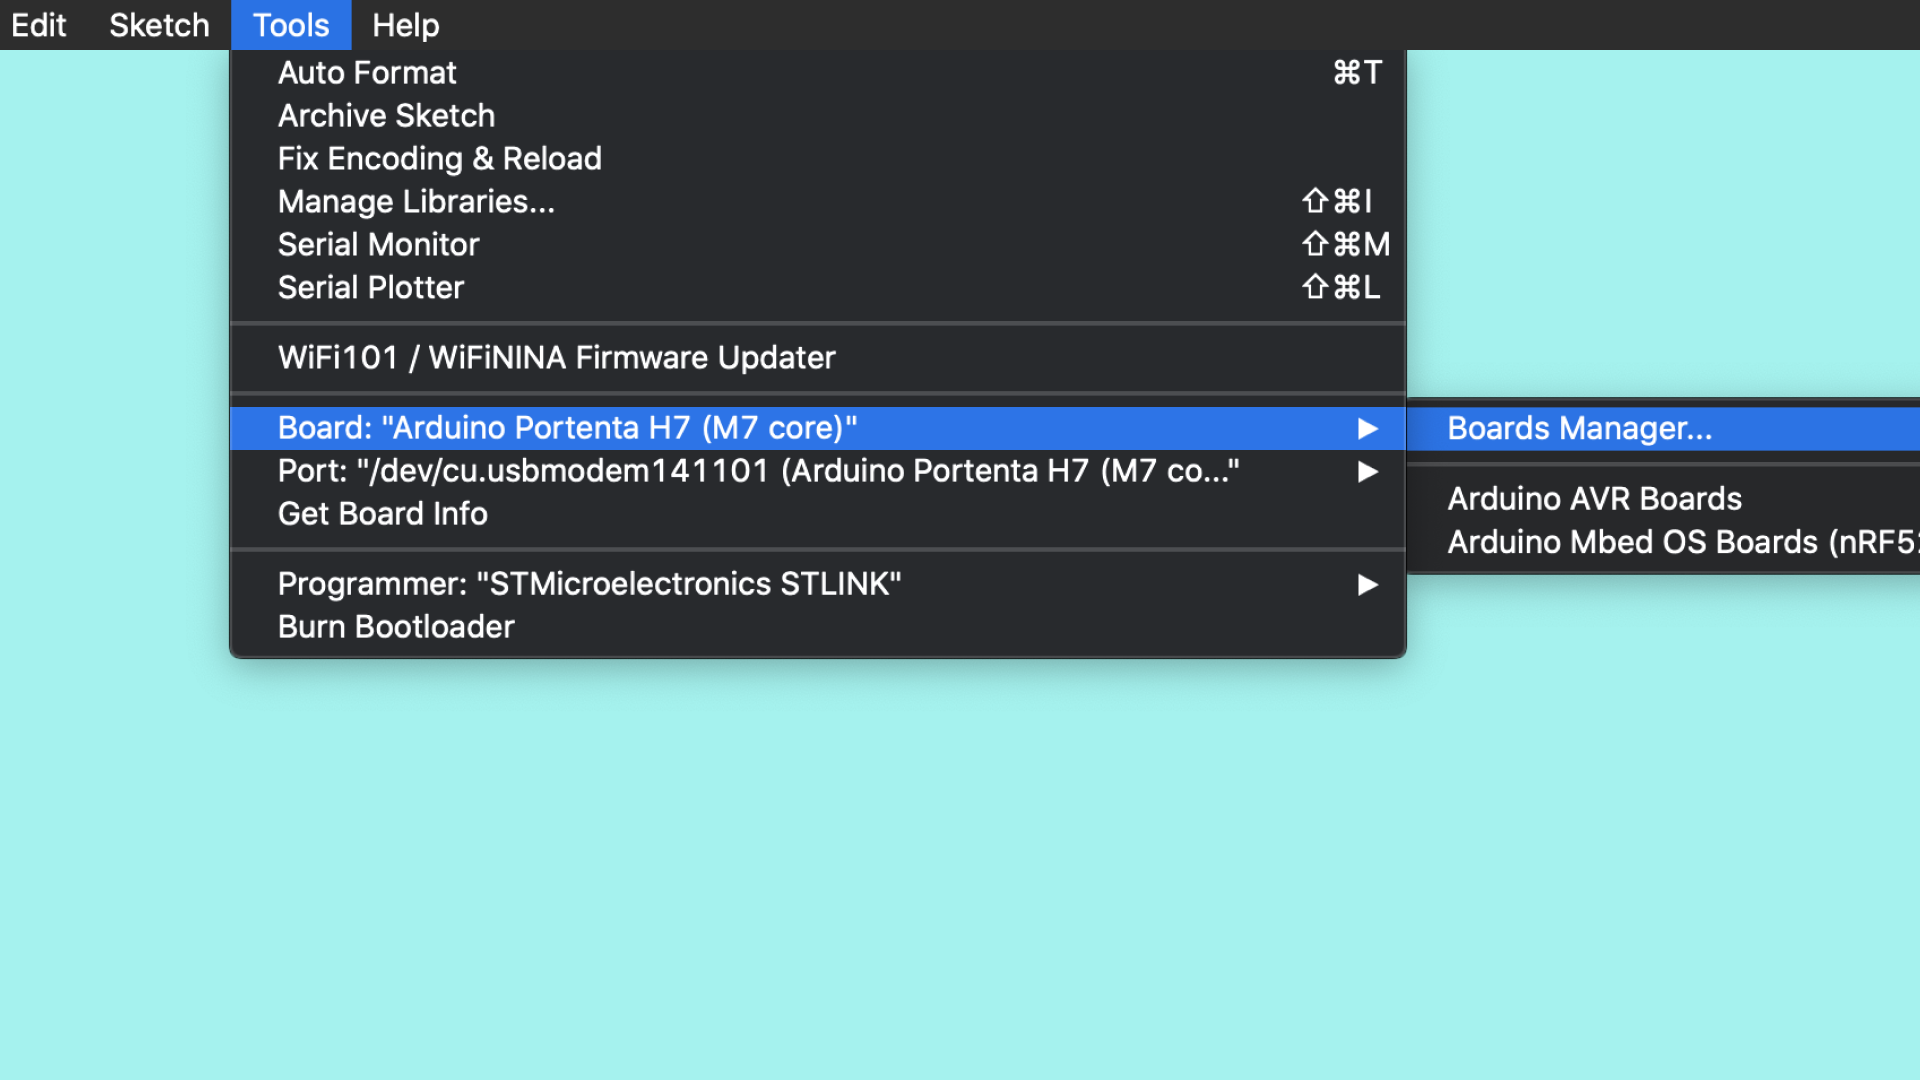 Edit Sketch Tools Help
Auto Format ⌘T
Archive Sketch
Fix Encoding & Reload
Manage Libraries... ⇧⌘I
Serial Monitor ⇧⌘M
Serial Plotter ⇧⌘L
WiFi101 / WiFiNINA Firmware Updater
Board: "Arduino Portenta H7 (M7 core)" ▶
Port: "/dev/cu.usbmodem141101 (Arduino Portenta H7 (M7 co..." ▶
Get Board Info
Programmer: "STMicroelectronics STLINK" ▶
Burn Bootloader
Boards Manager...
Arduino AVR Boards
Arduino Mbed OS Boards